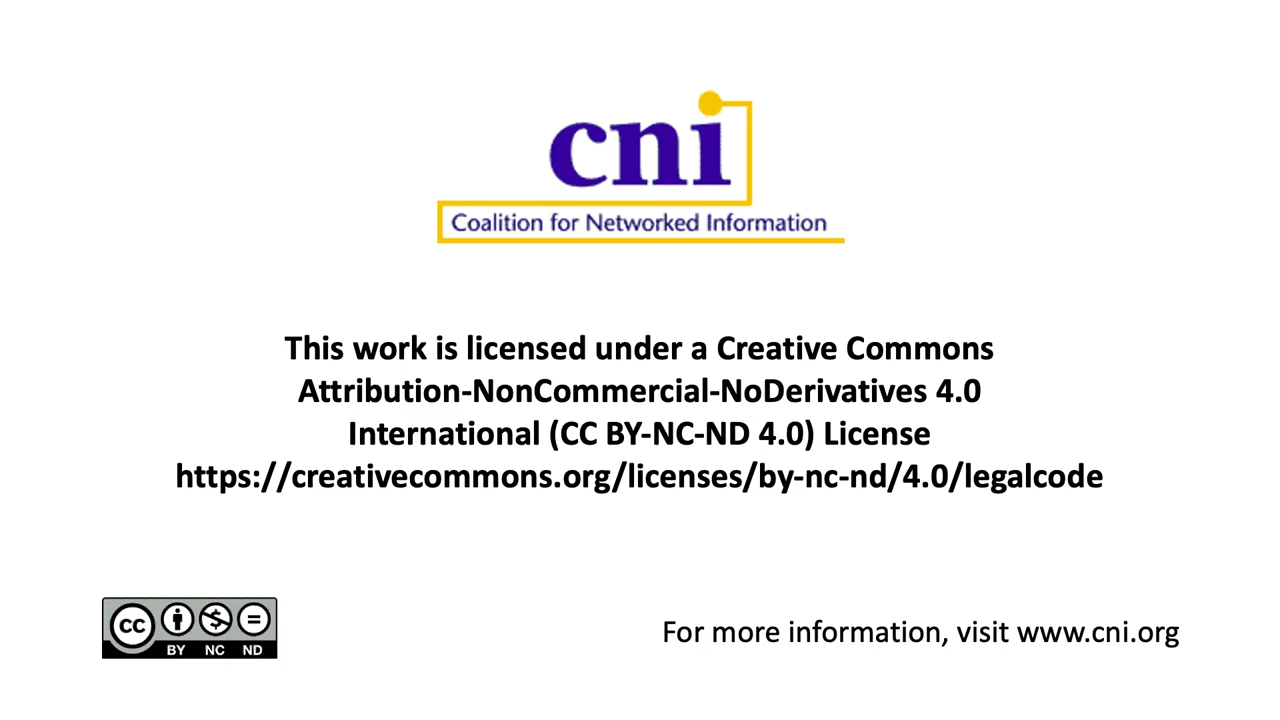 cni
Coalition for Networked Information
This work is licensed under a Creative Commons
Attribution-NonCommercial-NoDerivatives 4.0
International (CC BY-NC-ND 4.0) License
https://creativecommons.org/licenses/by-nc-nd/4.0/legalcode
cc
BY NC ND
For more information, visit www.cni.org